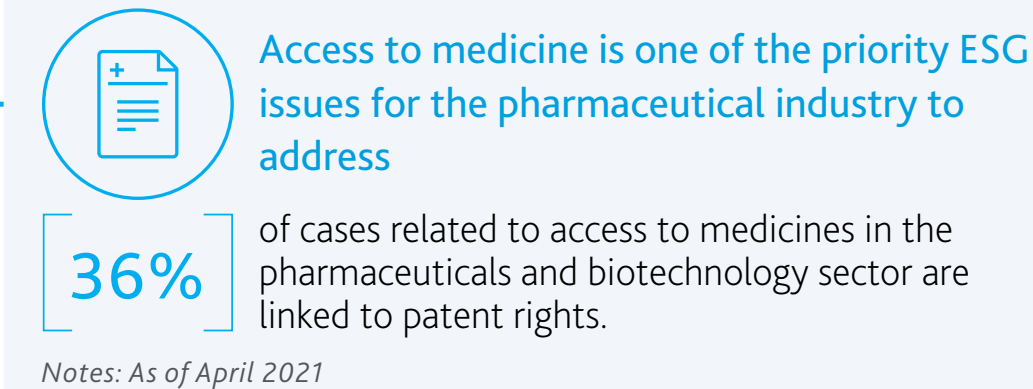 Access to medicine is one of the priority ESG
issues for the pharmaceutical industry to
address
36%
of cases related to access to medicines in the
pharmaceuticals and biotechnology sector are
linked to patent rights.
Notes: As of April 2021